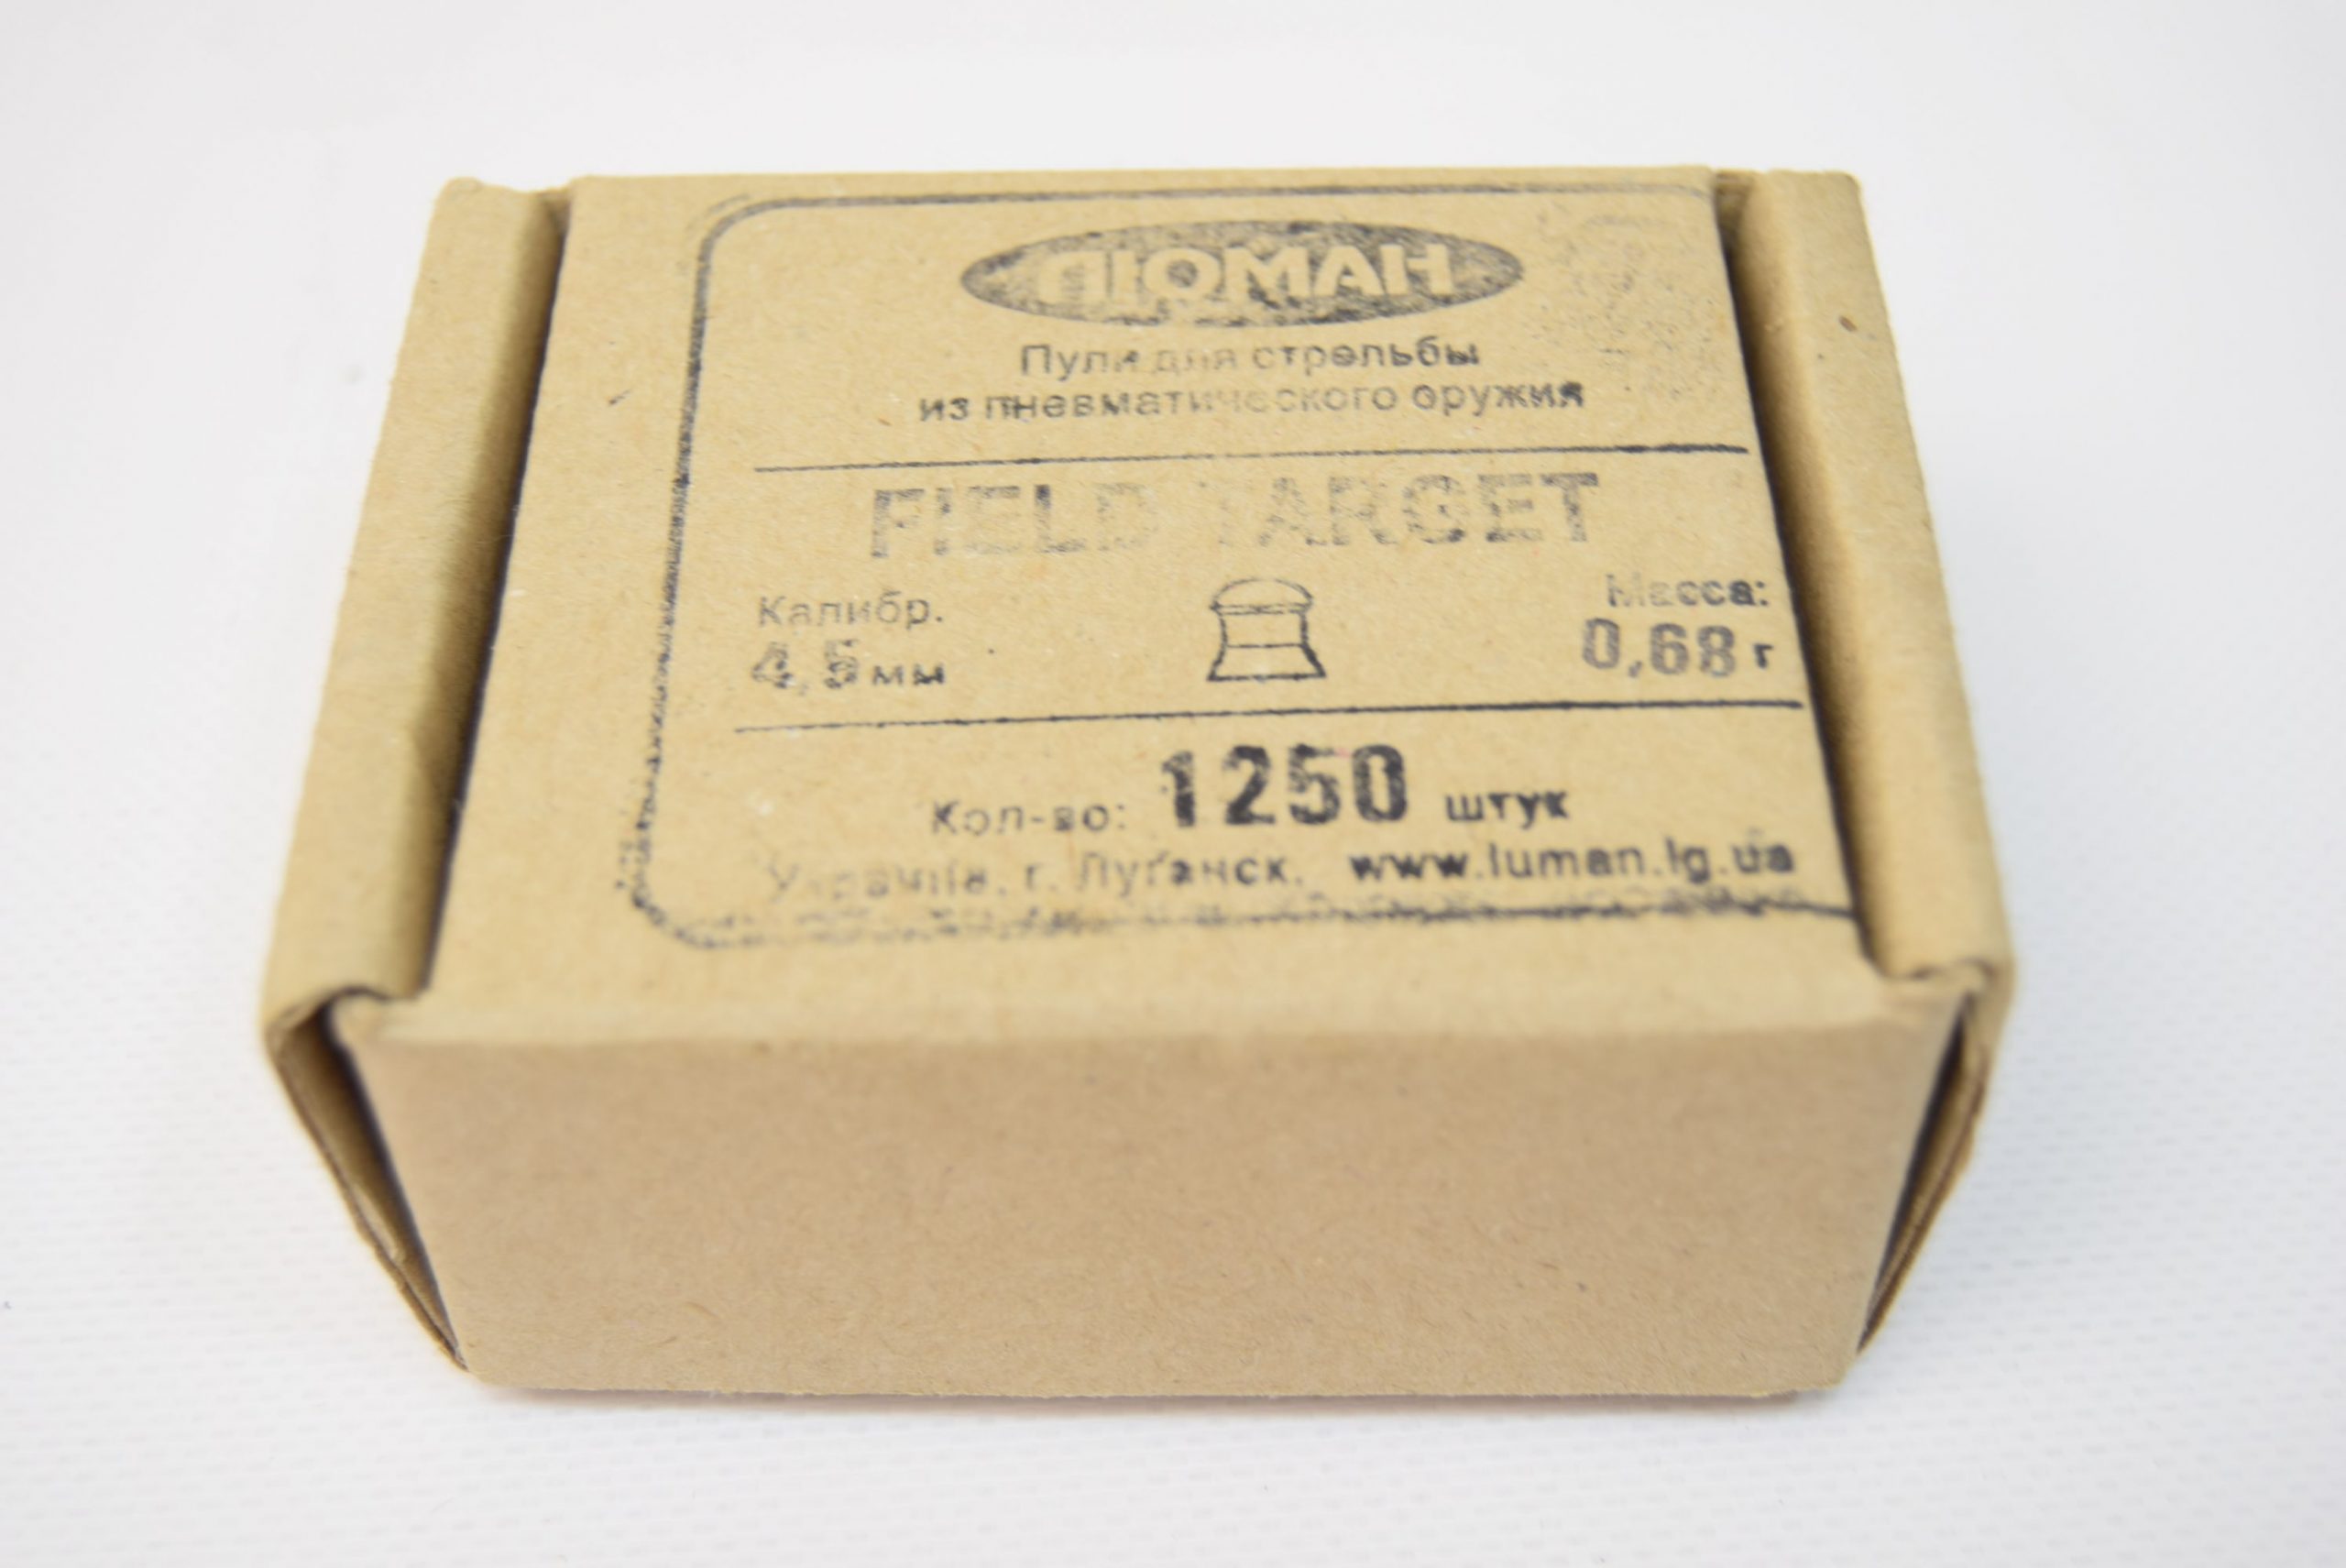 ЛЮМАН
Пули для стрельбы
из пневматического оружия
FIELD TARGET
Калибр.
4,5 мм
Масса:
0,68 г
Кол-во: 1250 штук
Украина, г. Луганск. www.luman.lg.ua